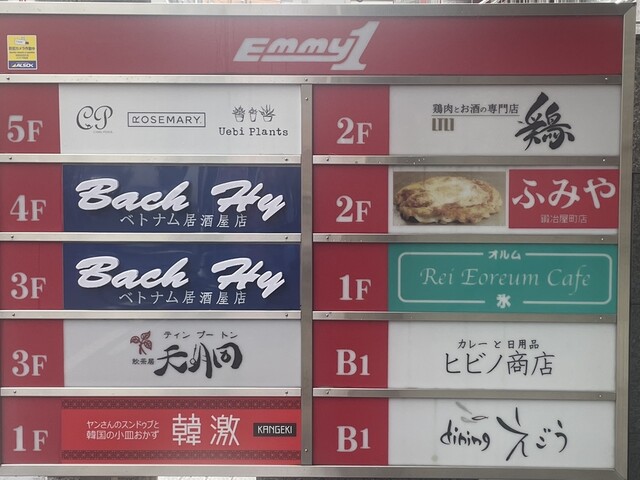 Emmy1
ALSOK
5F
CP
ROSEMARY.
Uebi Plants
4F
Bach Hy
ベトナム居酒屋店
3F
Bach Hy
ベトナム居酒屋店
3F
ティン ブー トン
1F
ヤンさんのスンドゥブと
韓国の小皿おかず
韓激
KANGEKI
2F
鶏肉とお酒の専門店
鶏
2F
ふみや
鍛冶屋町店
1F
オルム
Rei Eoreum Cafe
氷
B1
カレーと日用品
ヒビノ商店
B1
dining えごう